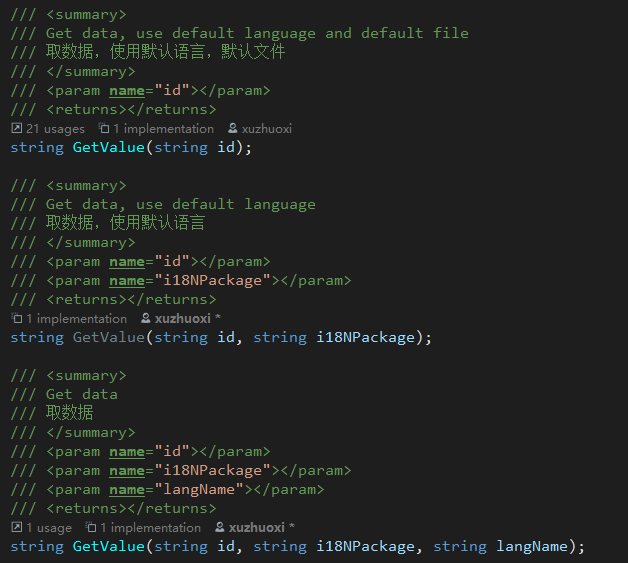 /// <summary>
/// Get data, use default language and default file
/// 取数据，使用默认语言，默认文件
/// </summary>
/// <param name="id"></param>
/// <returns></returns>
21 usages 1 implementation xuzhuoxi
string GetValue(string id);
/// <summary>
/// Get data, use default language
/// 取数据，使用默认语言
/// </summary>
/// <param name="id"></param>
/// <param name="i18NPackage"></param>
/// <returns></returns>
1 implementation xuzhuoxi *
string GetValue(string id, string i18NPackage);
/// <summary>
/// Get data
/// 取数据
/// </summary>
/// <param name="id"></param>
/// <param name="i18NPackage"></param>
/// <param name="langName"></param>
/// <returns></returns>
1 usage 1 implementation xuzhuoxi *
string GetValue(string id, string i18NPackage, string langName);